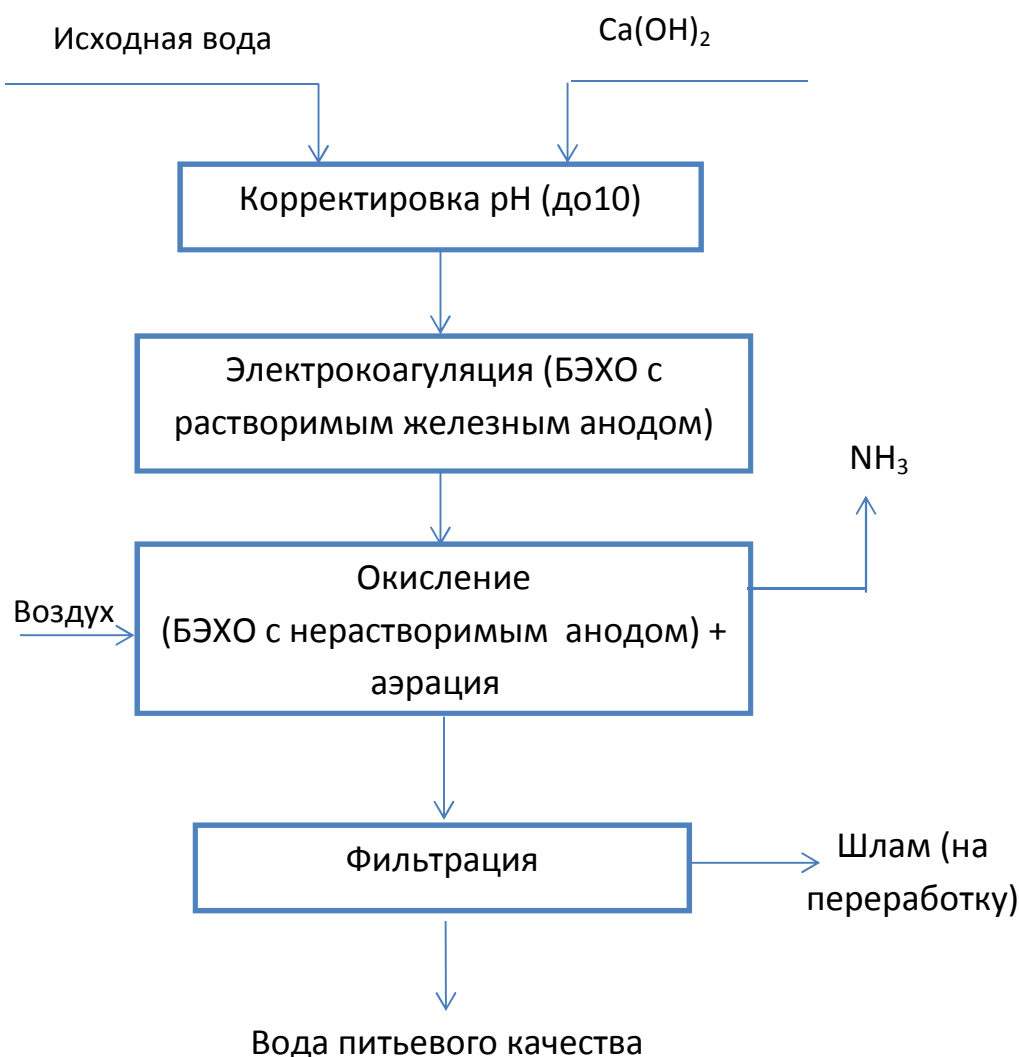 Исходная вода
Ca(OH)₂
Корректировка pH (до10)
Электрокоагуляция (БЭХО с
растворимым железным анодом)
NH₃
Окисление
(БЭХО с нерастворимым анодом) +
аэрация
Воздух
Фильтрация
Шлам (на
переработку)
Вода питьевого качества